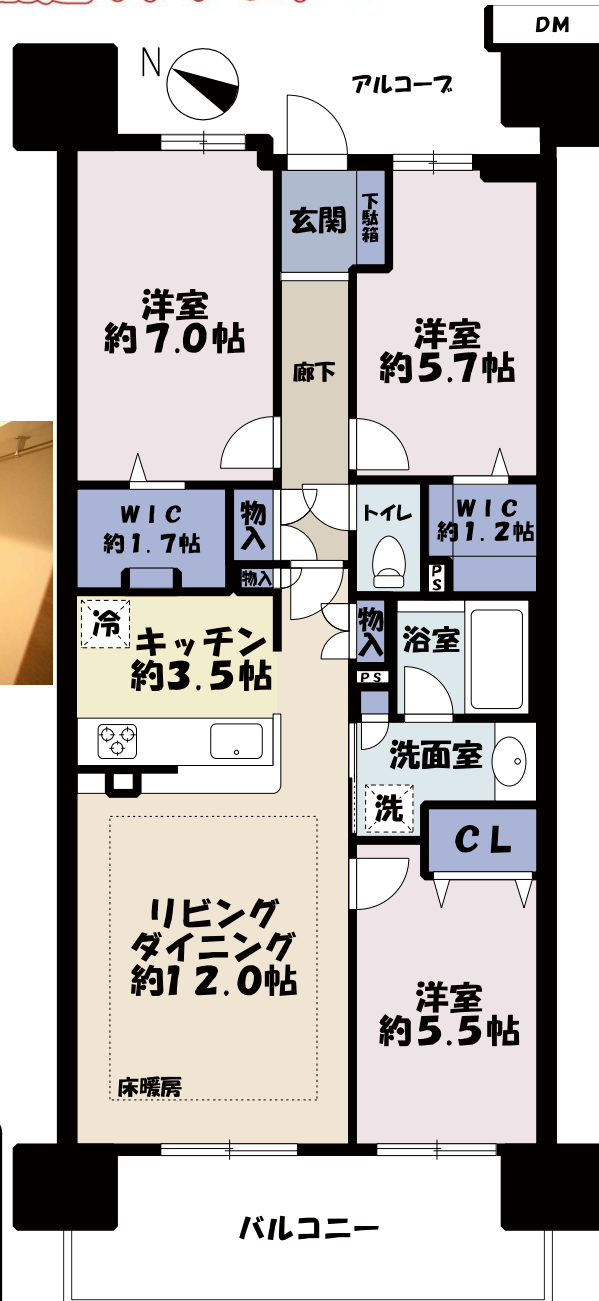 DM
N
アルコーブ
玄関
下駄箱
洋室
約7.0帖
洋室
約5.7帖
廊下
WIC
約1.7帖
物入
トイレ
WIC
約1.2帖
物入
PS
冷
キッチン
約3.5帖
物入
浴室
PS
洗面室
洗
CL
リビング
ダイニング
約12.0帖
洋室
約5.5帖
床暖房
バルコニー